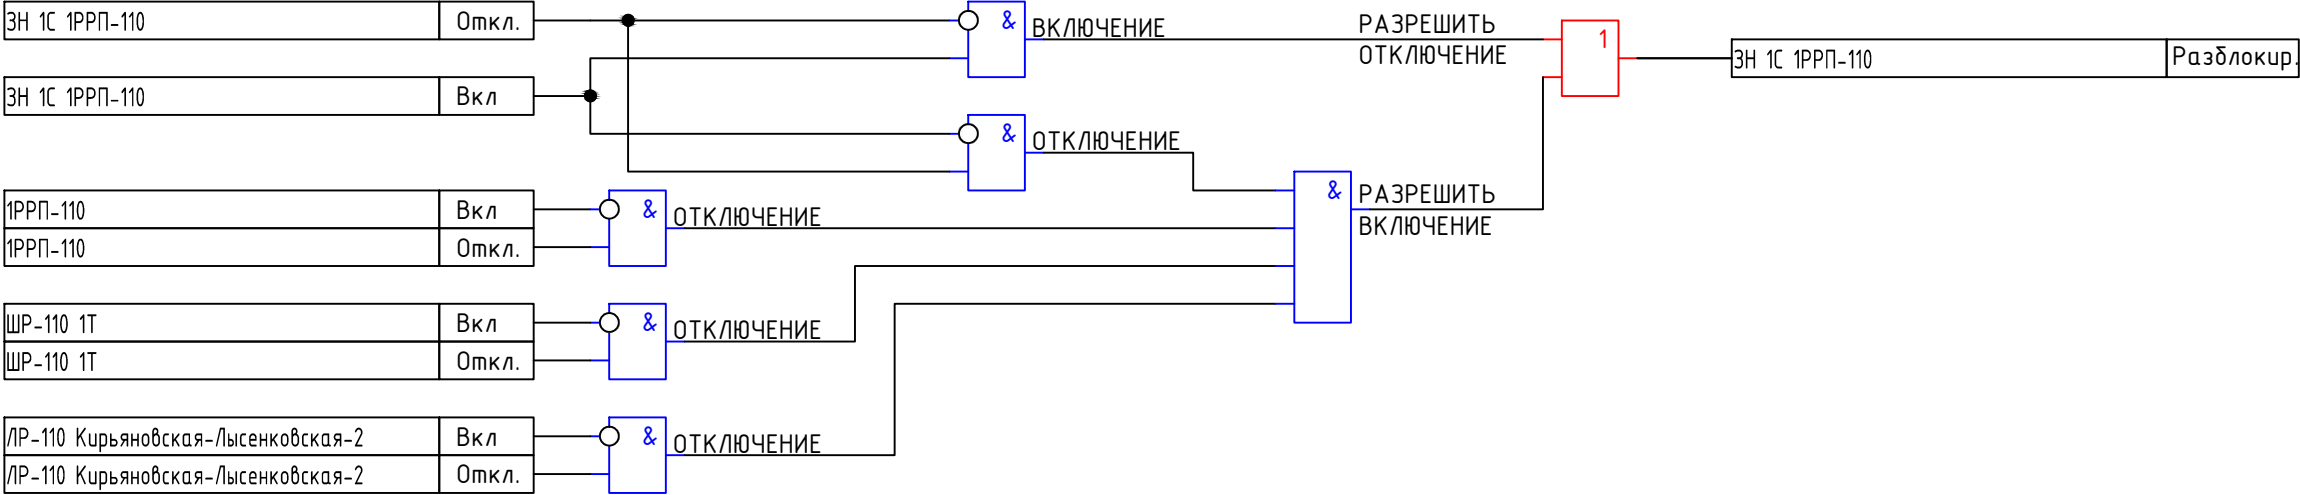 ЗН 1С 1РРП-110 Откл. & ВКЛЮЧЕНИЕ РАЗРЕШИТЬ 1
ОТКЛЮЧЕНИЕ ЗН 1С 1РРП-110 Разблокир.
ЗН 1С 1РРП-110 Вкл
& ОТКЛЮЧЕНИЕ
1РРП-110 Вкл & ОТКЛЮЧЕНИЕ & РАЗРЕШИТЬ
ВКЛЮЧЕНИЕ
1РРП-110 Откл.
ШР-110 1Т Вкл & ОТКЛЮЧЕНИЕ
ШР-110 1Т Откл.
ЛР-110 Кирьяновская-Лысенковская-2 Вкл & ОТКЛЮЧЕНИЕ
ЛР-110 Кирьяновская-Лысенковская-2 Откл.